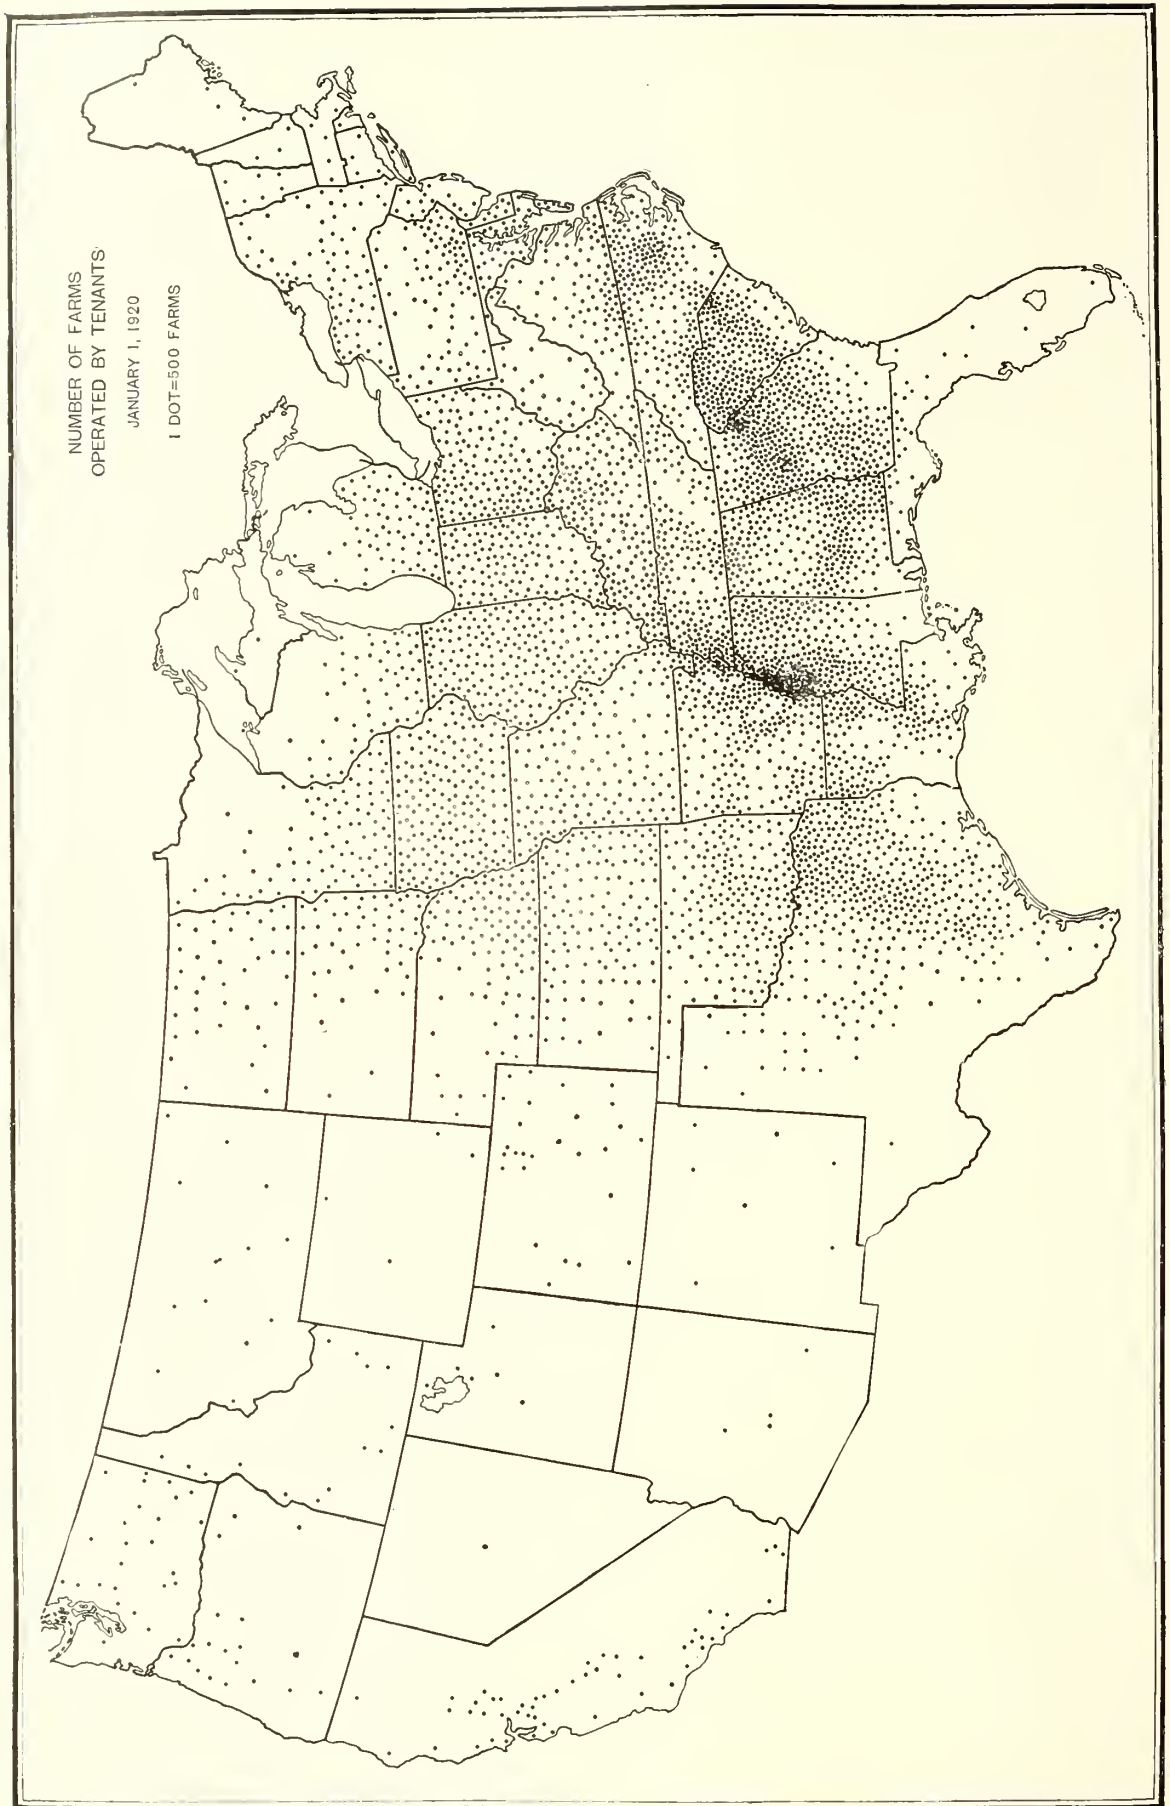 NUMBER OF FARMS
OPERATED BY TENANTS
JANUARY 1, 1920
1 DOT=500 FARMS